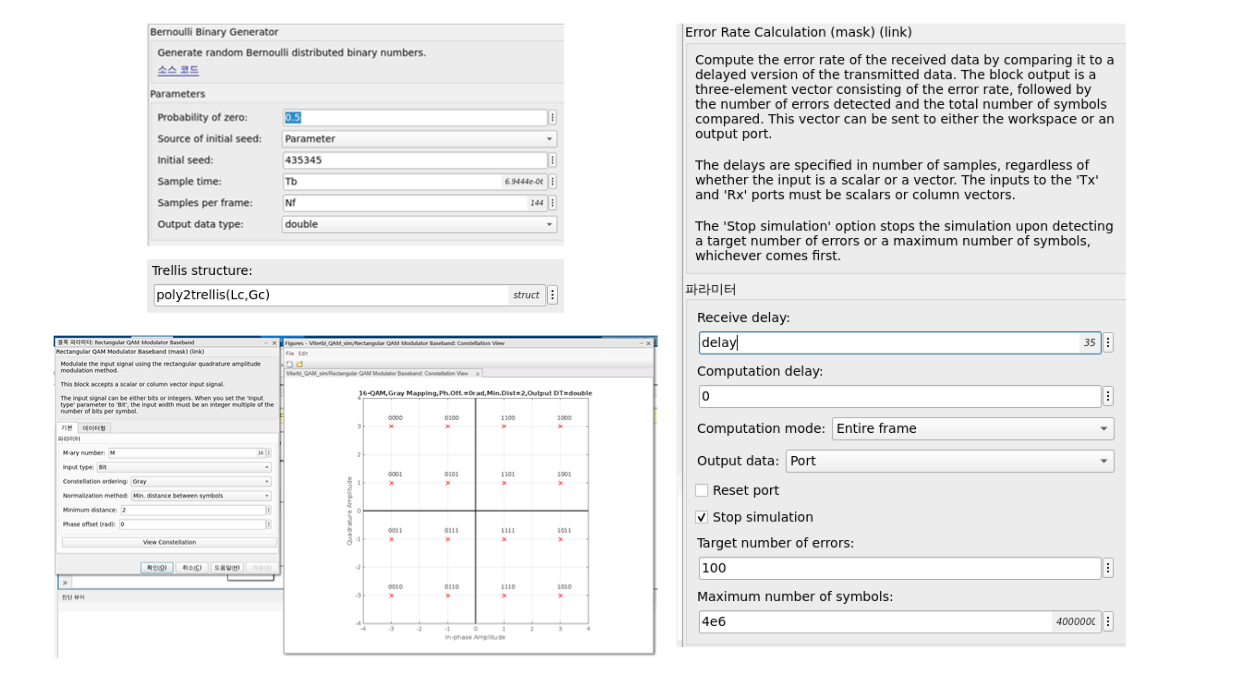 Bernoulli Binary Generator
Generate random Bernoulli distributed binary numbers.
소스 코드
Parameters
Probability of zero: 0.5
Source of initial seed: Parameter
Initial seed: 435345
Sample time: Tb 6.9444e-0
Samples per frame: Nf 144
Output data type: double
Trellis structure:
poly2trellis(Lc,Gc) struct
블록 파라미터: Rectangular QAM Modulator Baseband
Rectangular QAM Modulator Baseband (mask) (link)
Modulate the input signal using the rectangular quadrature amplitude
modulation method.
This block accepts a scalar or column vector input signal.
The input signal can be either bits or integers. When you set the 'Input
type' parameter to 'Bit', the input width must be an integer multiple of the
number of bits per symbol.
기본 데이터형
파라미터
M-ary number: M 16
Input type: Bit
Constellation ordering: Gray
Normalization method: Min. distance between symbols
Minimum distance: 2
Phase offset (rad): 0
View Constellation
확인(O) 취소(C) 도움말(H)
»
진단 뷰어
Figures - Viterbi_QAM_sim/Rectangular QAM Modulator Baseband: Constellation View
File Edit
Viterbi_QAM_sim/Rectangular QAM Modulator Baseband: Constellation View
16-QAM,Gray Mapping,Ph.Off.=0rad,Min.Dist=2,Output DT=double
4
0000 0100 1100 1000
3
2
0001 0101 1101 1001
1
0
0011 0111 1111 1011
-1
-2
0010 0110 1110 1010
-3
-4
-4 -3 -2 -1 0 1 2 3 4
Quadrature Amplitude
In-phase Amplitude
Error Rate Calculation (mask) (link)
Compute the error rate of the received data by comparing it to a
delayed version of the transmitted data. The block output is a
three-element vector consisting of the error rate, followed by
the number of errors detected and the total number of symbols
compared. This vector can be sent to either the workspace or an
output port.
The delays are specified in number of samples, regardless of
whether the input is a scalar or a vector. The inputs to the 'Tx'
and 'Rx' ports must be scalars or column vectors.
The 'Stop simulation' option stops the simulation upon detecting
a target number of errors or a maximum number of symbols,
whichever comes first.
파라미터
Receive delay:
delay 35
Computation delay:
0
Computation mode: Entire frame
Output data: Port
Reset port
Stop simulation
Target number of errors:
100
Maximum number of symbols:
4e6 400000